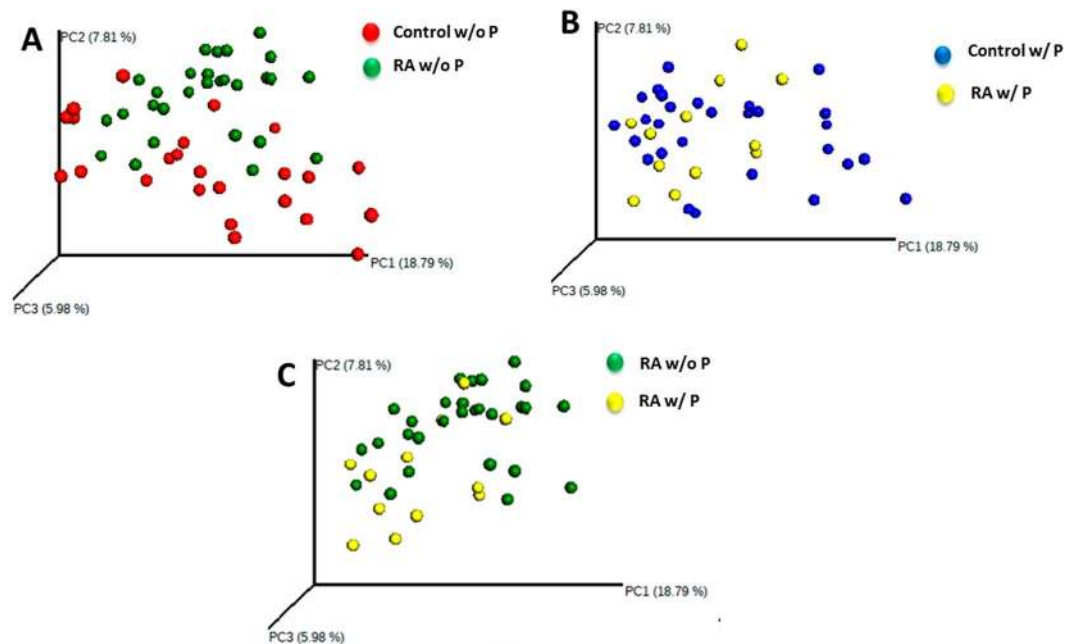 A
PC2 (7.81 %)
Control w/o P
RA w/o P
PC1 (18.79 %)
PC3 (5.98 %)
B
PC2 (7.81 %)
Control w/ P
RA w/ P
PC1 (18.79 %)
PC3 (5.98 %)
C
PC2 (7.81 %)
RA w/o P
RA w/ P
PC1 (18.79 %)
PC3 (5.98 %)